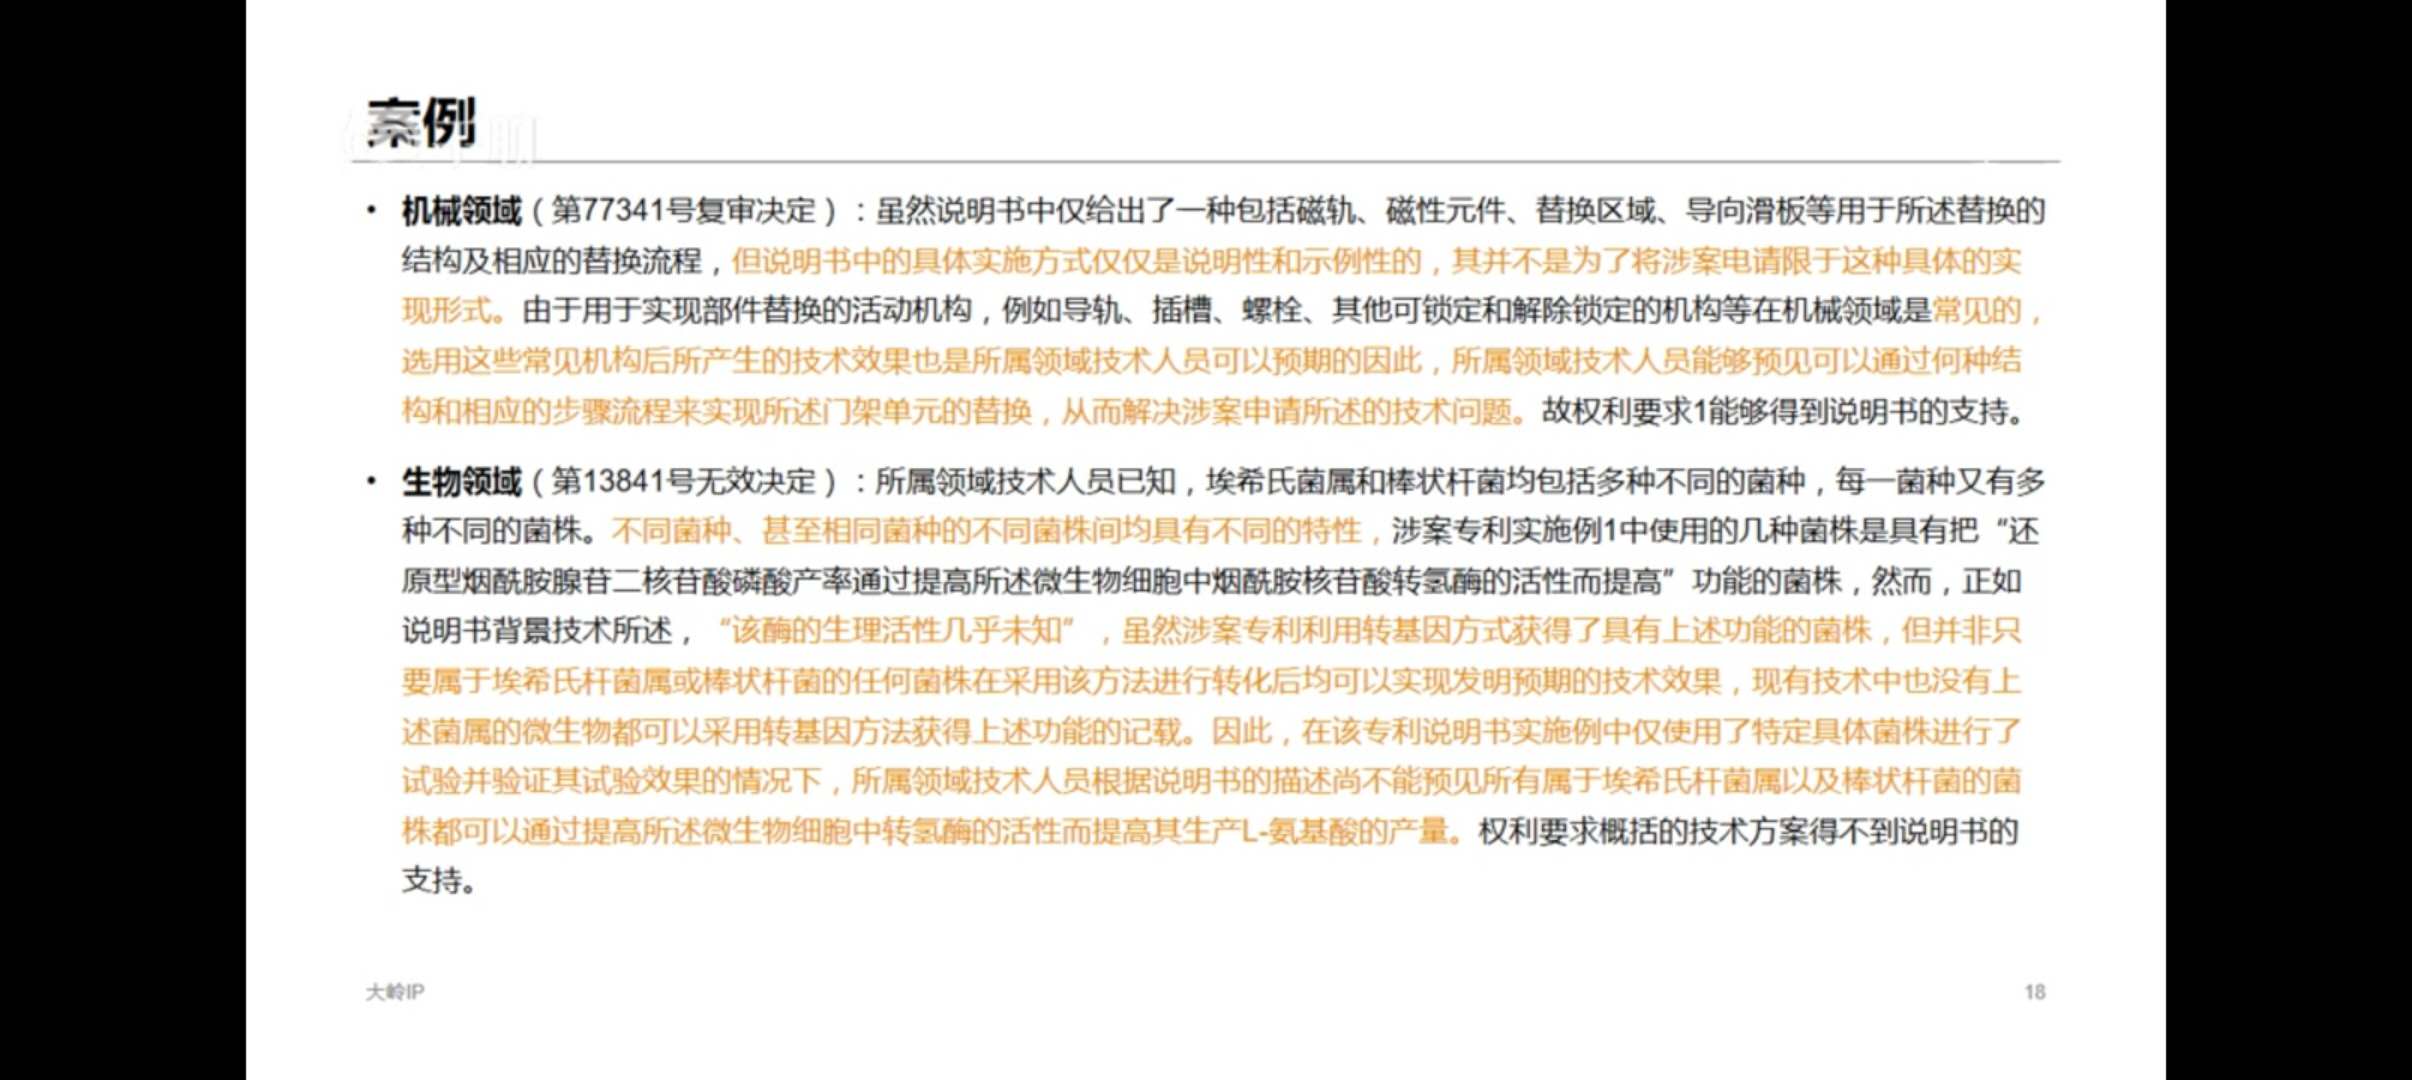 案例
• 机械领域（第77341号复审决定）：虽然说明书中仅给出了一种包括磁轨、磁性元件、替换区域、导向滑板等用于所述替换的
结构及相应的替换流程，但说明书中的具体实施方式仅仅是说明性和示例性的，其并不是为了将涉案电请限于这种具体的实
现形式。由于用于实现部件替换的活动机构，例如导轨、插槽、螺栓、其他可锁定和解除锁定的机构等在机械领域是常见的，
选用这些常见机构后所产生的技术效果也是所属领域技术人员可以预期的因此，所属领域技术人员能够预见可以通过何种结
构和相应的步骤流程来实现所述门架单元的替换，从而解决涉案申请所述的技术问题。故权利要求1能够得到说明书的支持。
• 生物领域（第13841号无效决定）：所属领域技术人员已知，埃希氏菌属和棒状杆菌均包括多种不同的菌种，每一菌种又有多
种不同的菌株。不同菌种、甚至相同菌种的不同菌株间均具有不同的特性，涉案专利实施例1中使用的几种菌株是具有把“还
原型烟酰胺腺苷二核苷酸磷酸产率通过提高所述微生物细胞中烟酰胺核苷酸转氢酶的活性而提高”功能的菌株，然而，正如
说明书背景技术所述，“该酶的生理活性几乎未知”，虽然涉案专利利用转基因方式获得了具有上述功能的菌株，但并非只
要属于埃希氏杆菌属或棒状杆菌的任何菌株在采用该方法进行转化后均可以实现发明预期的技术效果，现有技术中也没有上
述菌属的微生物都可以采用转基因方法获得上述功能的记载。因此，在该专利说明书实施例中仅使用了特定具体菌株进行了
试验并验证其试验效果的情况下，所属领域技术人员根据说明书的描述尚不能预见所有属于埃希氏杆菌属以及棒状杆菌的菌
株都可以通过提高所述微生物细胞中转氢酶的活性而提高其生产L-氨基酸的产量。权利要求概括的技术方案得不到说明书的
支持。
大岭IP
18